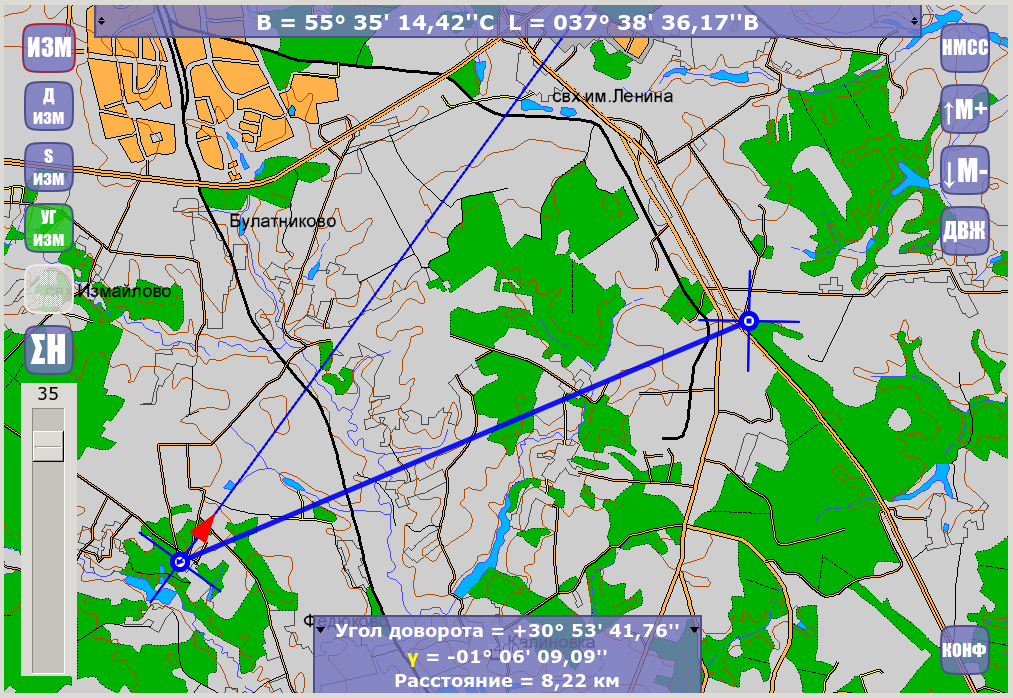 В = 55° 35' 14,42''С L = 037° 38' 36,17''В
ИЗМ
НМСС
Д
ИЗМ
свх.им.Ленина
↑М+
S
ИЗМ
↓М-
УГ
ИЗМ
Булатниково
ДВЖ
Измайлово
ΣН
35
Федюково
Калиновка
Угол доворота = +30° 53' 41,76''
γ = -01° 06' 09,09''
Расстояние = 8,22 км
КОНФ